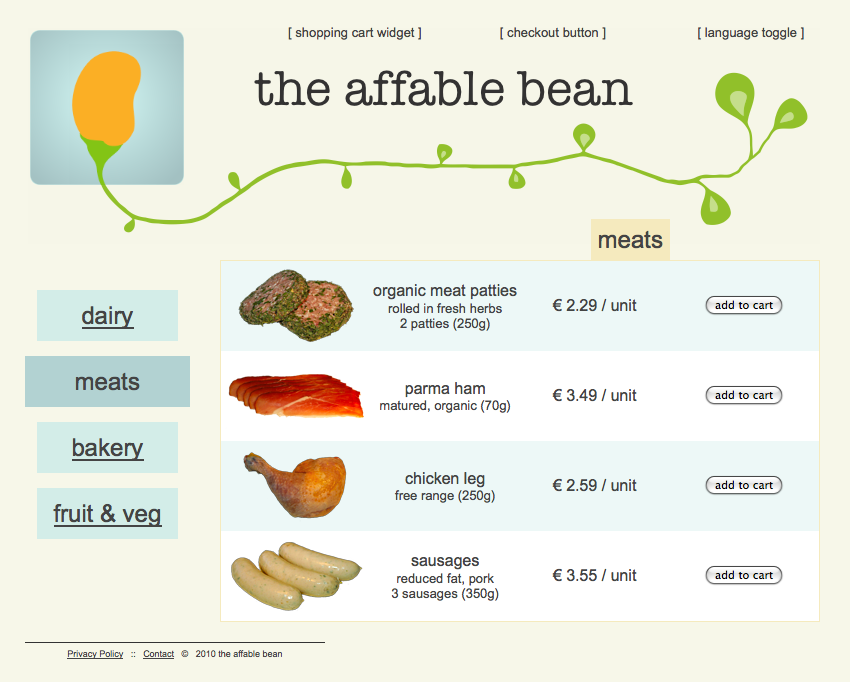 [ shopping cart widget ]
[ checkout button ]
[ language toggle ]
the affable bean
meats
dairy
meats
bakery
fruit & veg
organic meat patties
rolled in fresh herbs
2 patties (250g)
€ 2.29 / unit
add to cart
parma ham
matured, organic (70g)
€ 3.49 / unit
add to cart
chicken leg
free range (250g)
€ 2.59 / unit
add to cart
sausages
reduced fat, pork
3 sausages (350g)
€ 3.55 / unit
add to cart
Privacy Policy :: Contact © 2010 the affable bean